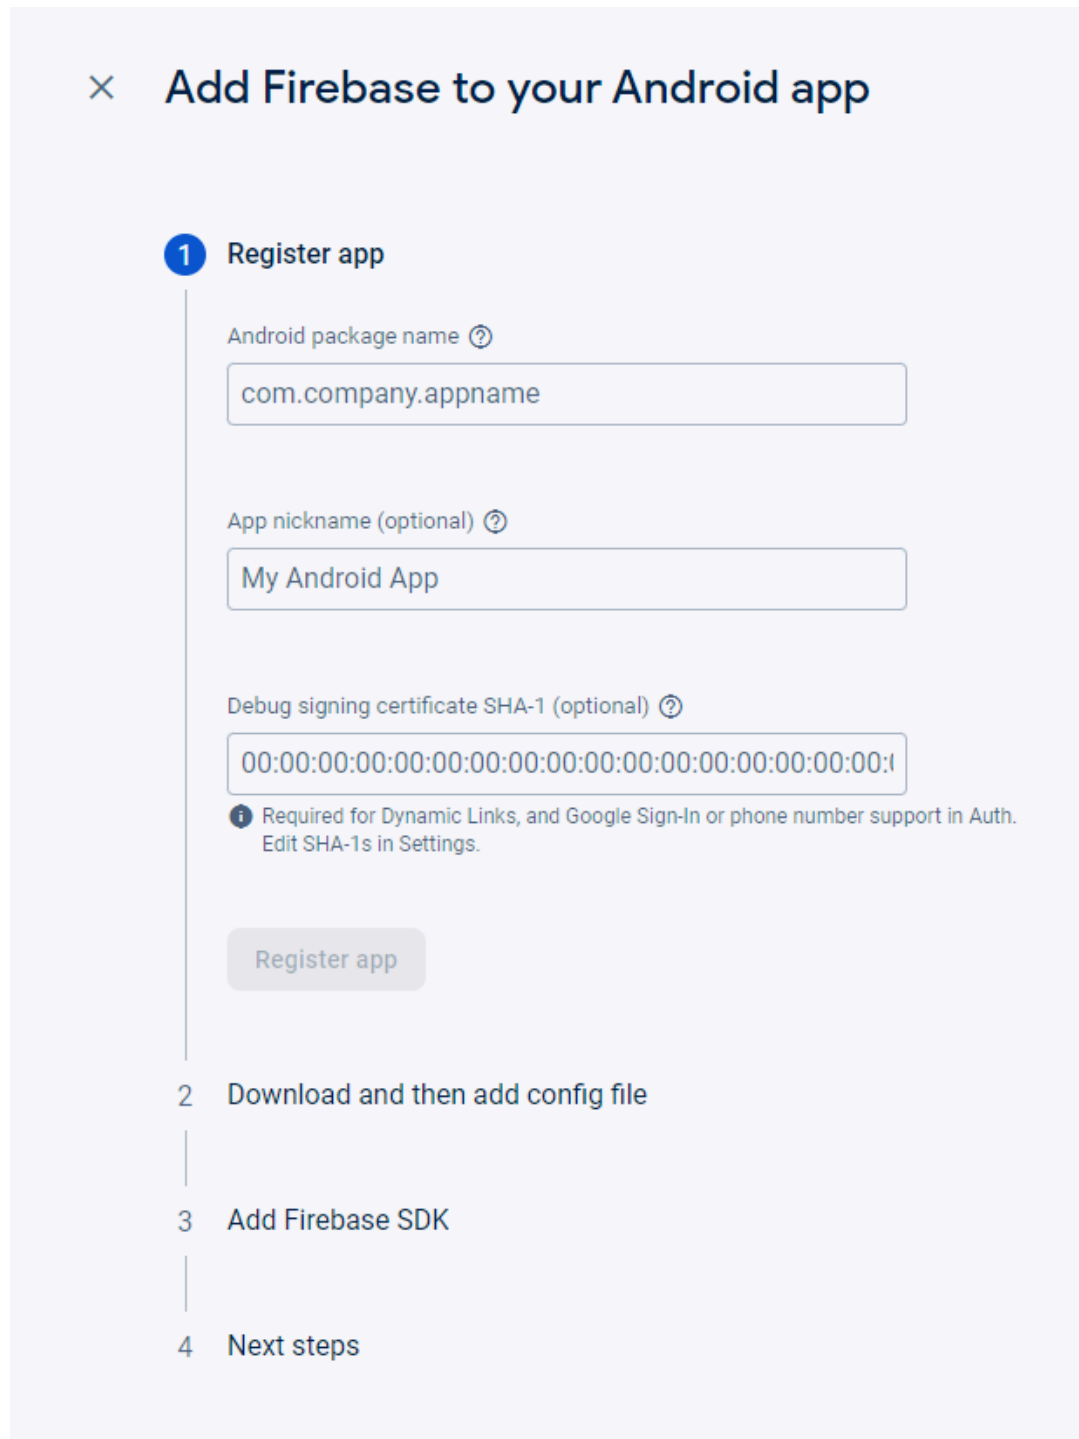 Add Firebase to your Android app
1 Register app
Android package name
com.company.appname
App nickname (optional)
My Android App
Debug signing certificate SHA-1 (optional)
00:00:00:00:00:00:00:00:00:00:00:00:00:00:00:00:00:
Required for Dynamic Links, and Google Sign-In or phone number support in Auth.
Edit SHA-1s in Settings.
Register app
2 Download and then add config file
3 Add Firebase SDK
4 Next steps